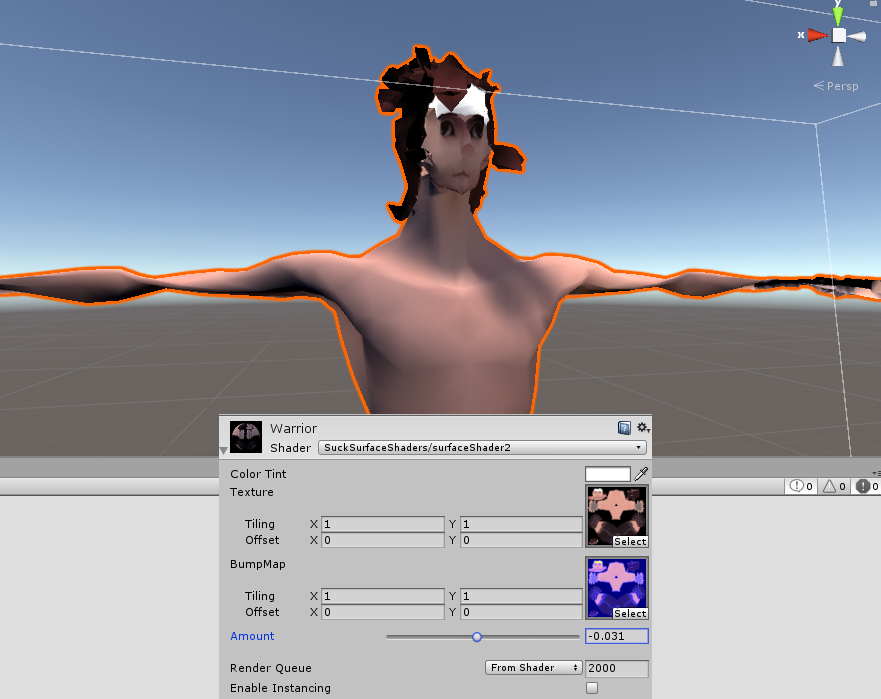 y
x
Persp
Warrior
Shader SuckSurfaceShaders/surfaceShader2
0 0 0
Color Tint
Texture
Tiling X 1 Y 1
Offset X 0 Y 0
Select
BumpMap
Tiling X 1 Y 1
Offset X 0 Y 0
Select
Amount -0.031
Render Queue From Shader 2000
Enable Instancing